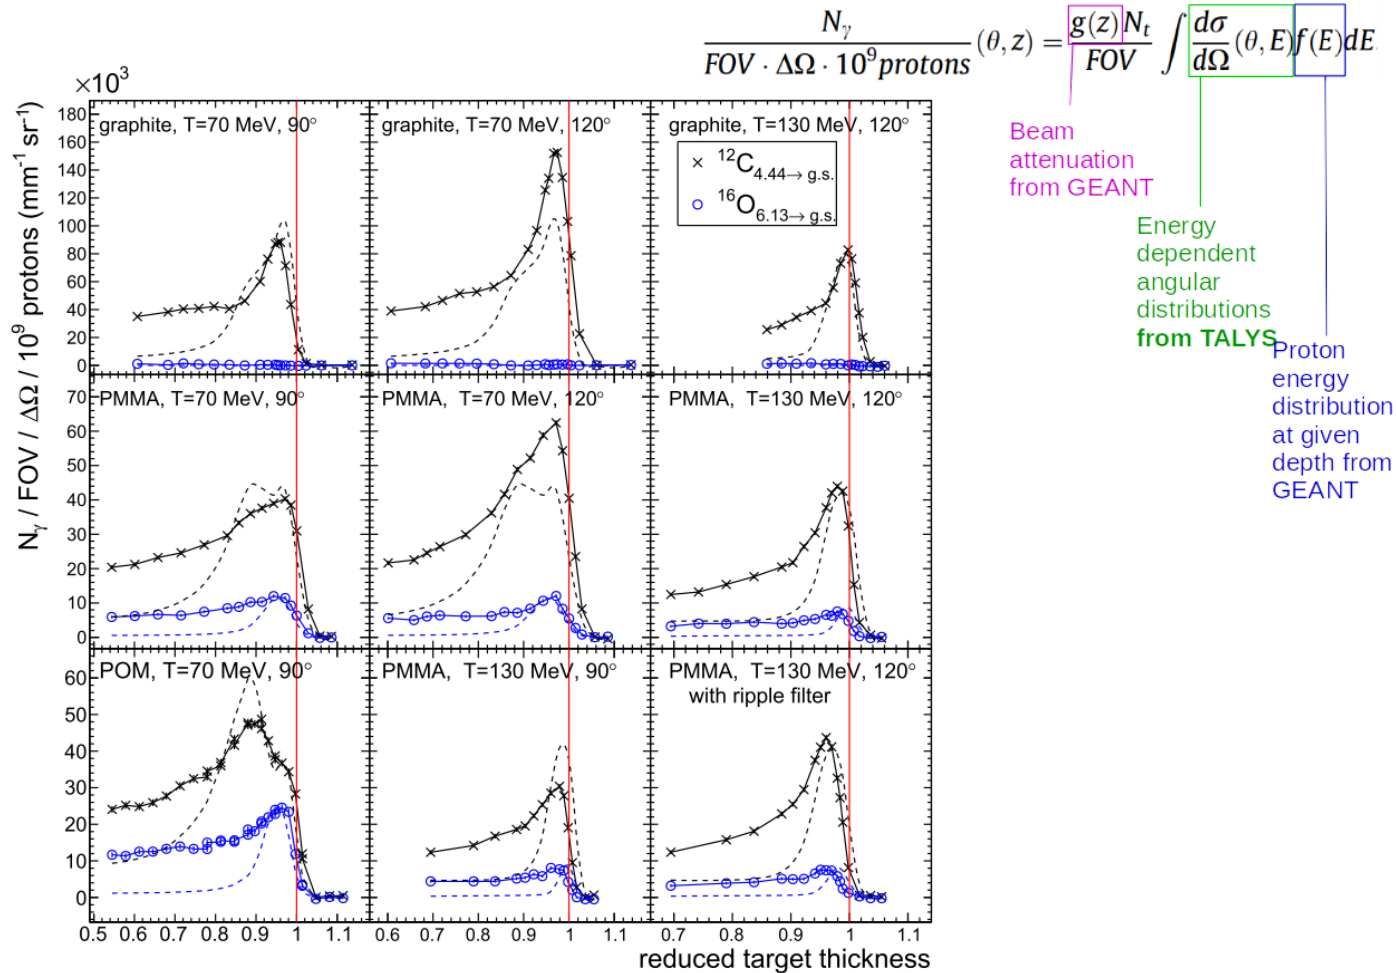 N_γ / FOV · ΔΩ · 10⁹protons (θ, z) = g(z) N_t / FOV ∫ dσ/dΩ (θ, E) f(E)dE.
Beam
attenuation
from GEANT
Energy
dependent
angular
distributions
from TALYS
Proton
energy
distribution
at given
depth from
GEANT
×10³
N_γ / FOV / ΔΩ / 10⁹ protons (mm⁻¹ sr⁻¹)
graphite, T=70 MeV, 90°
graphite, T=70 MeV, 120°
graphite, T=130 MeV, 120°
¹²C₄.₄₄→ g.s.
¹⁶O₆.₁₃→ g.s.
180
160
140
120
100
80
60
40
20
0
PMMA, T=70 MeV, 90°
PMMA, T=70 MeV, 120°
PMMA, T=130 MeV, 120°
70
60
50
40
30
20
10
0
POM, T=70 MeV, 90°
PMMA, T=130 MeV, 90°
PMMA, T=130 MeV, 120°
with ripple filter
60
50
40
30
20
10
0
0.5 0.6 0.7 0.8 0.9 1 1.1
0.6 0.7 0.8 0.9 1 1.1
0.7 0.8 0.9 1 1.1
reduced target thickness